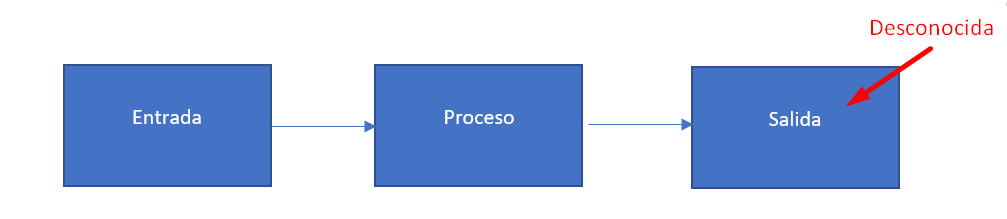 Desconocida
Entrada
Proceso
Salida